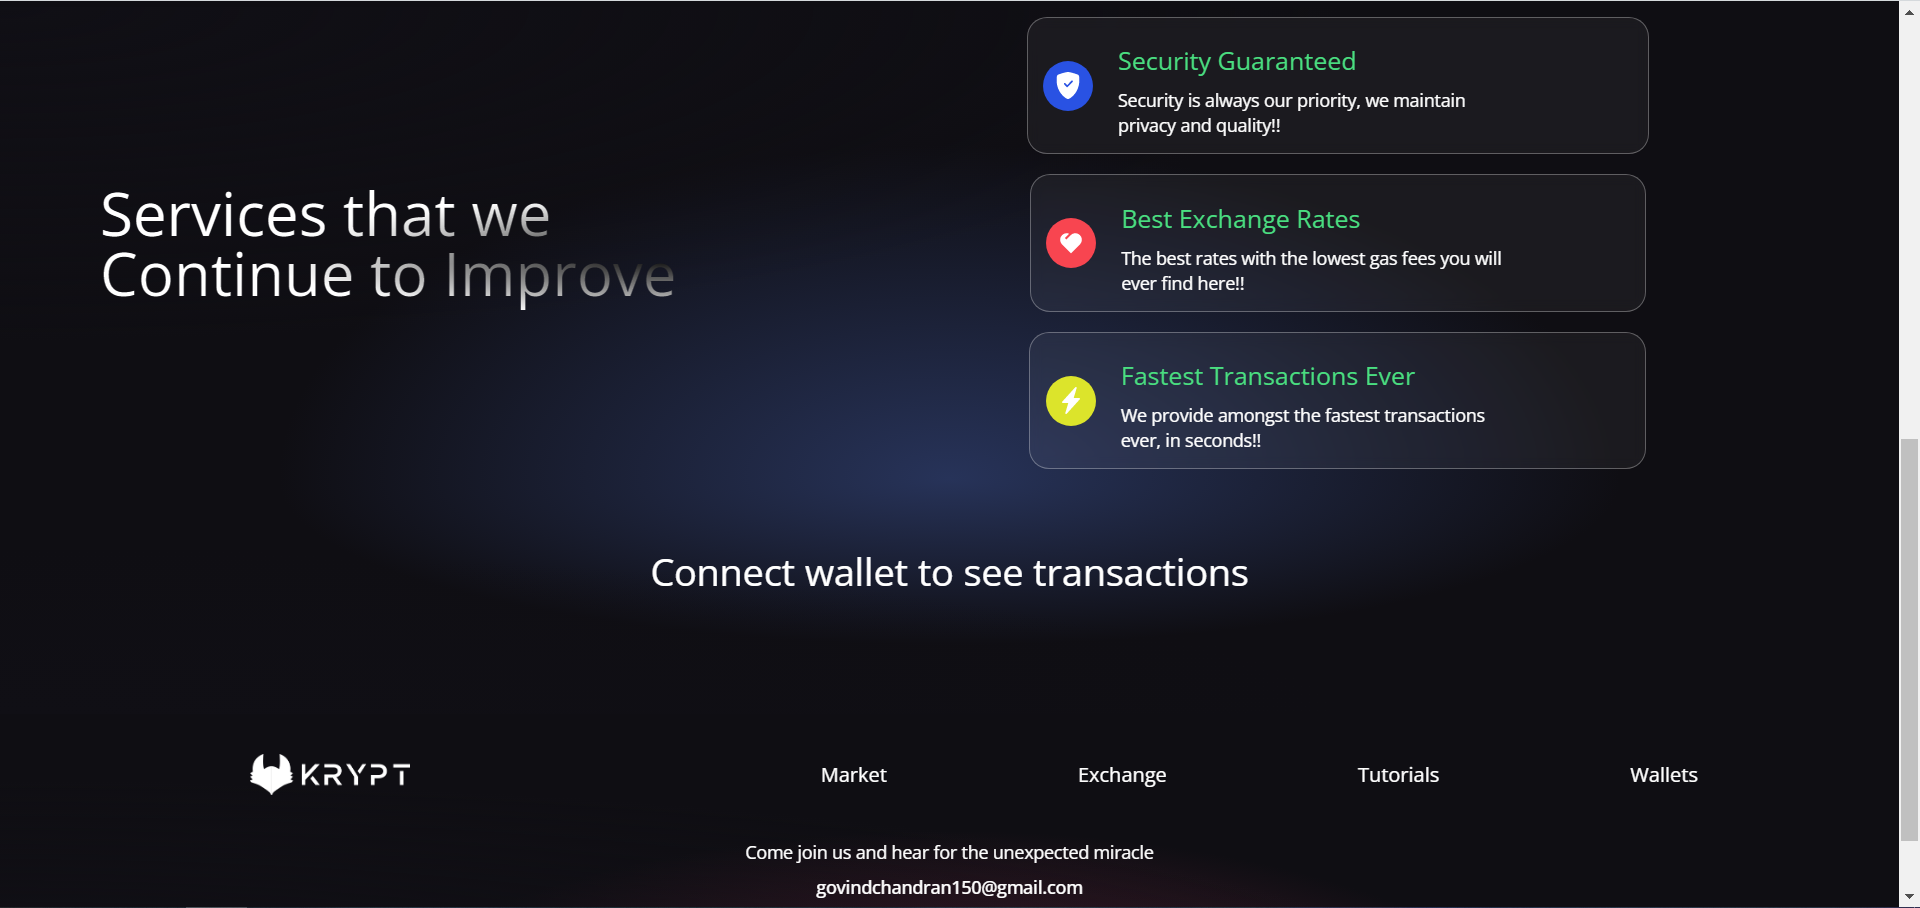 Security Guaranteed
Security is always our priority, we maintain
privacy and quality!!
Services that we
Continue to Improve
Best Exchange Rates
The best rates with the lowest gas fees you will
ever find here!!
Fastest Transactions Ever
We provide amongst the fastest transactions
ever, in seconds!!
Connect wallet to see transactions
KRYPT
Market
Exchange
Tutorials
Wallets
Come join us and hear for the unexpected miracle
govindchandran150@gmail.com